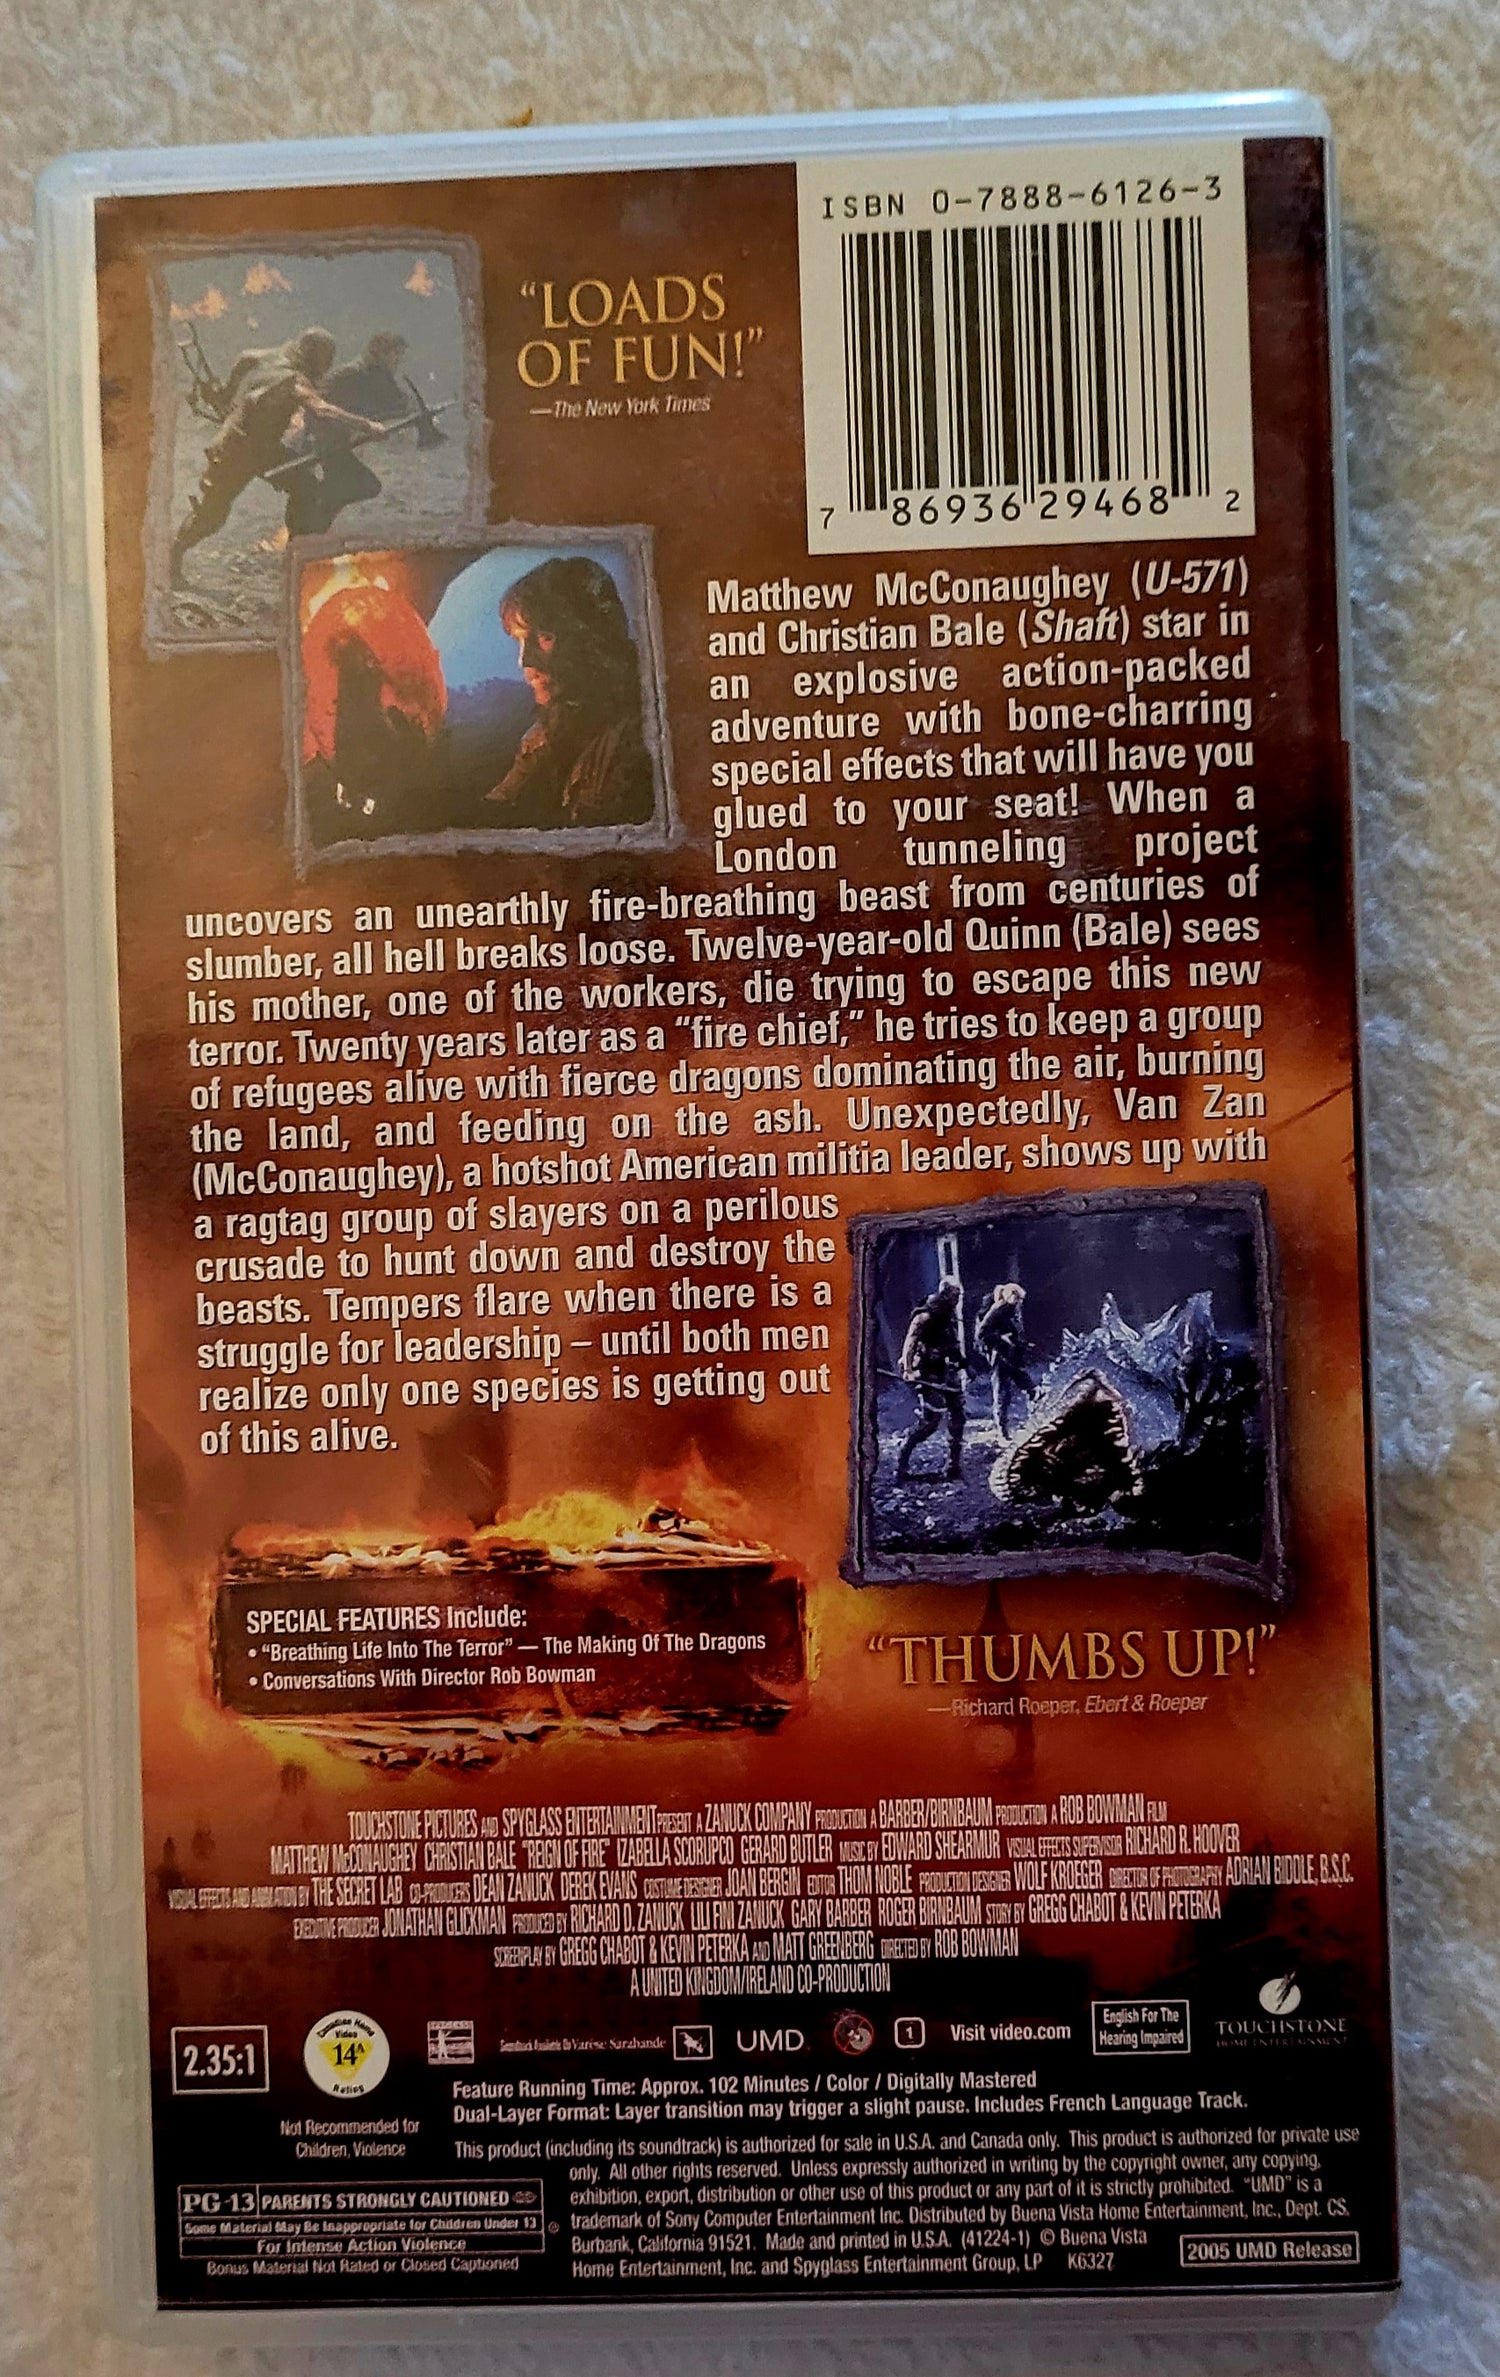 ISBN 0-7888-6126-3
7 86936 29468 2
"LOADS
OF FUN!"
—The New York Times
Matthew McConaughey (U-571)
and Christian Bale (Shaft) star in
an explosive action-packed
adventure with bone-charring
special effects that will have you
glued to your seat! When a
London tunneling project
uncovers an unearthly fire-breathing beast from centuries of
slumber, all hell breaks loose. Twelve-year-old Quinn (Bale) sees
his mother, one of the workers, die trying to escape this new
terror. Twenty years later as a "fire chief," he tries to keep a group
of refugees alive with fierce dragons dominating the air, burning
the land, and feeding on the ash. Unexpectedly, Van Zan
(McConaughey), a hotshot American militia leader, shows up with
a ragtag group of slayers on a perilous
crusade to hunt down and destroy the
beasts. Tempers flare when there is a
struggle for leadership – until both men
realize only one species is getting out
of this alive.
SPECIAL FEATURES Include:
• "Breathing Life Into The Terror" — The Making Of The Dragons
• Conversations With Director Rob Bowman
"THUMBS UP!"
—Richard Roeper, Ebert & Roeper
TOUCHSTONE PICTURES AND SPYGLASS ENTERTAINMENT PRESENT A ZANUCK COMPANY PRODUCTION A BARBER/BIRNBAUM PRODUCTION A ROB BOWMAN FILM
MATTHEW McCONAUGHEY CHRISTIAN BALE "REIGN OF FIRE" IZABELLA SCORUPCO GERARD BUTLER MUSIC BY EDWARD SHEARMUR VISUAL EFFECTS SUPERVISOR RICHARD R. HOOVER
VISUAL EFFECTS AND ANIMATION BY THE SECRET LAB CO-PRODUCERS DEAN ZANUCK DEREK EVANS COSTUME DESIGNER JOAN BERGIN EDITOR THOM NOBLE PRODUCTION DESIGNER WOLF KROEGER DIRECTOR OF PHOTOGRAPHY ADRIAN BIDDLE, B.S.C.
EXECUTIVE PRODUCER JONATHAN GLICKMAN PRODUCED BY RICHARD D. ZANUCK LILI FINI ZANUCK GARY BARBER ROGER BIRNBAUM STORY BY GREGG CHABOT & KEVIN PETERKA
SCREENPLAY BY GREGG CHABOT & KEVIN PETERKA AND MATT GREENBERG DIRECTED BY ROB BOWMAN
A UNITED KINGDOM/IRELAND CO-PRODUCTION
2.35:1
Canadian Home
Video
14A
Rating
Not Recommended for
Children, Violence
Soundtrack Available On Varèse Sarabande
UMD
1
Visit video.com
English For The
Hearing Impaired
TOUCHSTONE
HOME ENTERTAINMENT
Feature Running Time: Approx. 102 Minutes / Color / Digitally Mastered
Dual-Layer Format: Layer transition may trigger a slight pause. Includes French Language Track.
This product (including its soundtrack) is authorized for sale in U.S.A. and Canada only. This product is authorized for private use
only. All other rights reserved. Unless expressly authorized in writing by the copyright owner, any copying,
exhibition, export, distribution or other use of this product or any part of it is strictly prohibited. "UMD" is a
trademark of Sony Computer Entertainment Inc. Distributed by Buena Vista Home Entertainment, Inc., Dept. CS,
Burbank, California 91521. Made and printed in U.S.A. (41224-1) © Buena Vista
Home Entertainment, Inc. and Spyglass Entertainment Group, LP K6327
PG-13 PARENTS STRONGLY CAUTIONED
Some Material May Be Inappropriate for Children Under 13 ®
For Intense Action Violence
Bonus Material Not Rated or Closed Captioned
2005 UMD Release